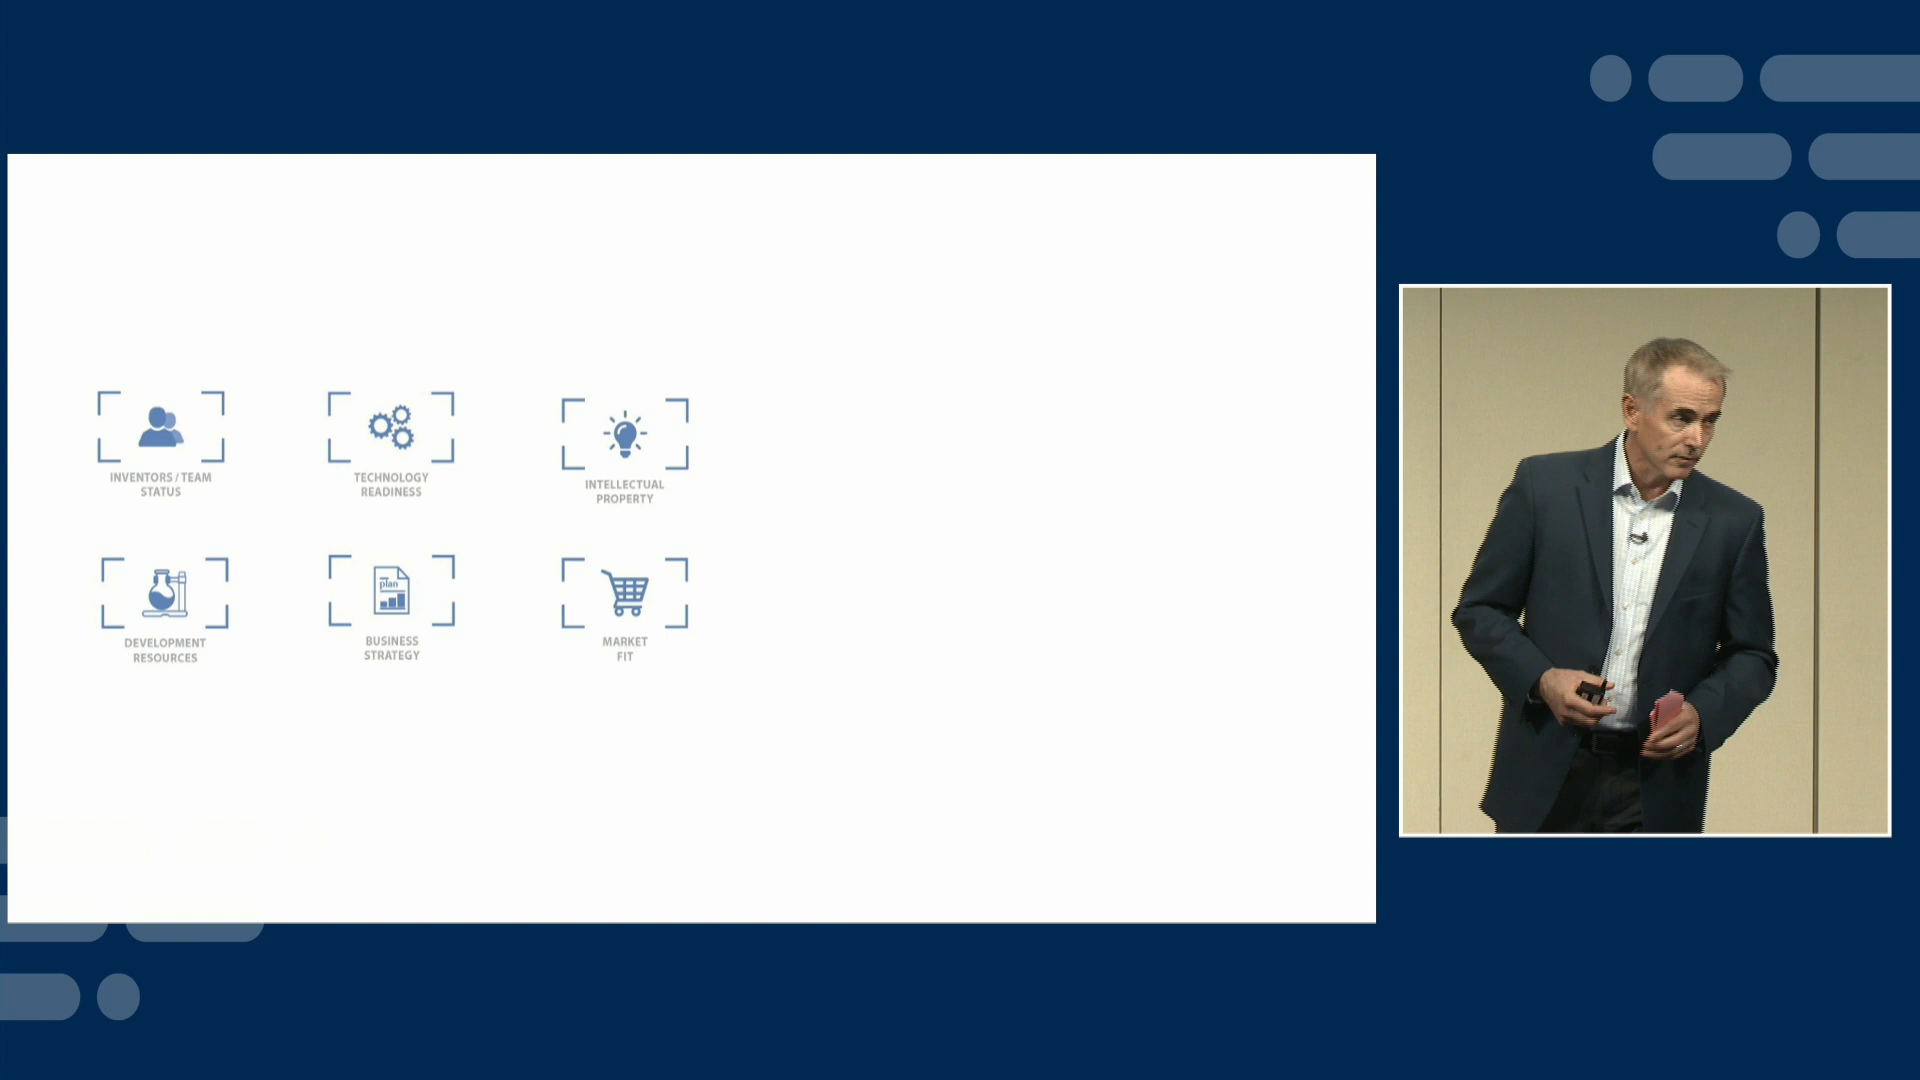 INVENTORS / TEAM
STATUS
TECHNOLOGY
READINESS
INTELLECTUAL
PROPERTY
plan
DEVELOPMENT
RESOURCES
BUSINESS
STRATEGY
MARKET
FIT